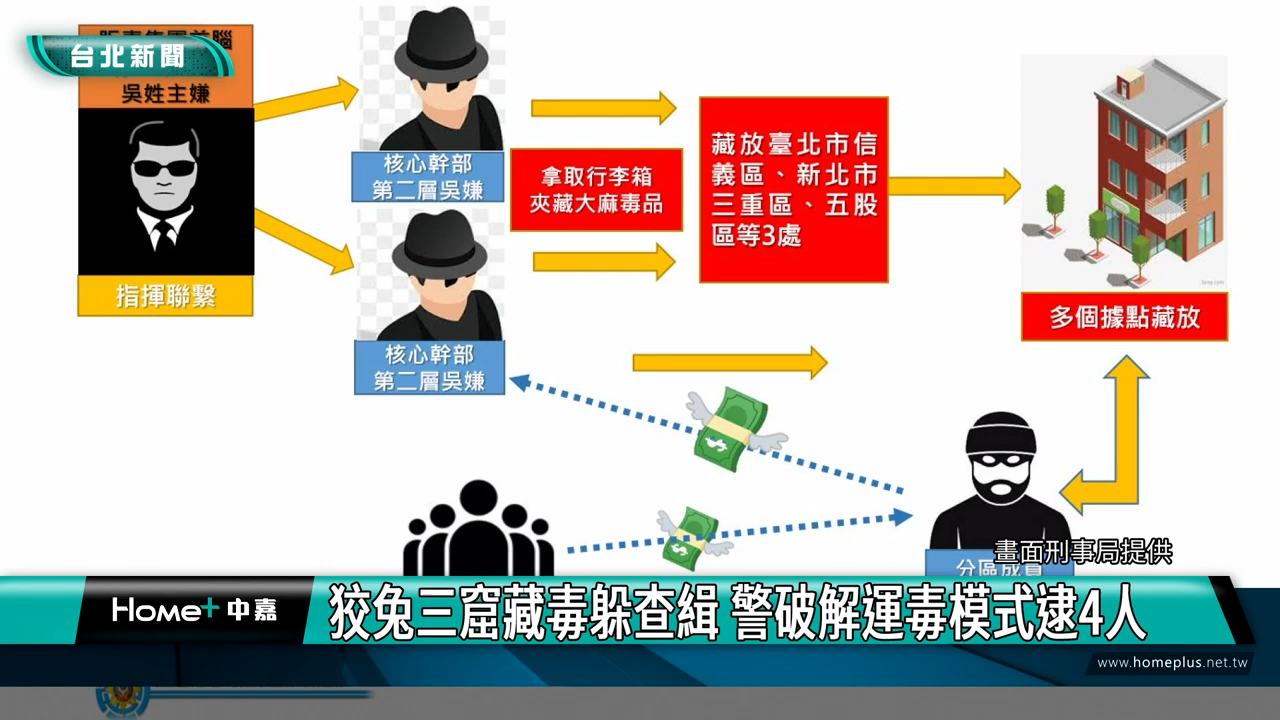 台北新聞
吳姓主嫌
指揮聯繫
核心幹部
第二層吳嫌
核心幹部
第二層吳嫌
拿取行李箱
夾藏大麻毒品
藏放臺北市信
義區、新北市
三重區、五股
區等3處
多個據點藏放
分區成員
畫面刑事局提供
Home+中嘉
狡兔三窟藏毒躲查緝 警破解運毒模式逮4人
www.homeplus.net.tw